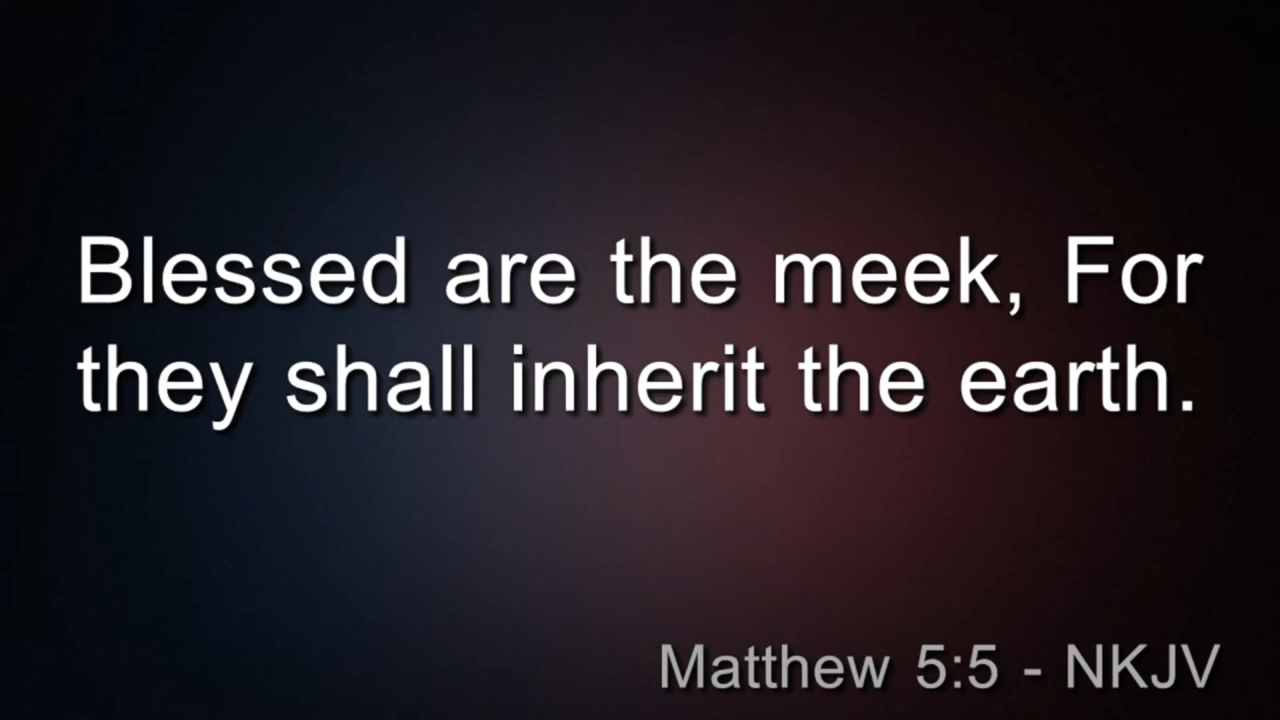 Blessed are the meek, For
they shall inherit the earth.
Matthew 5:5 - NKJV